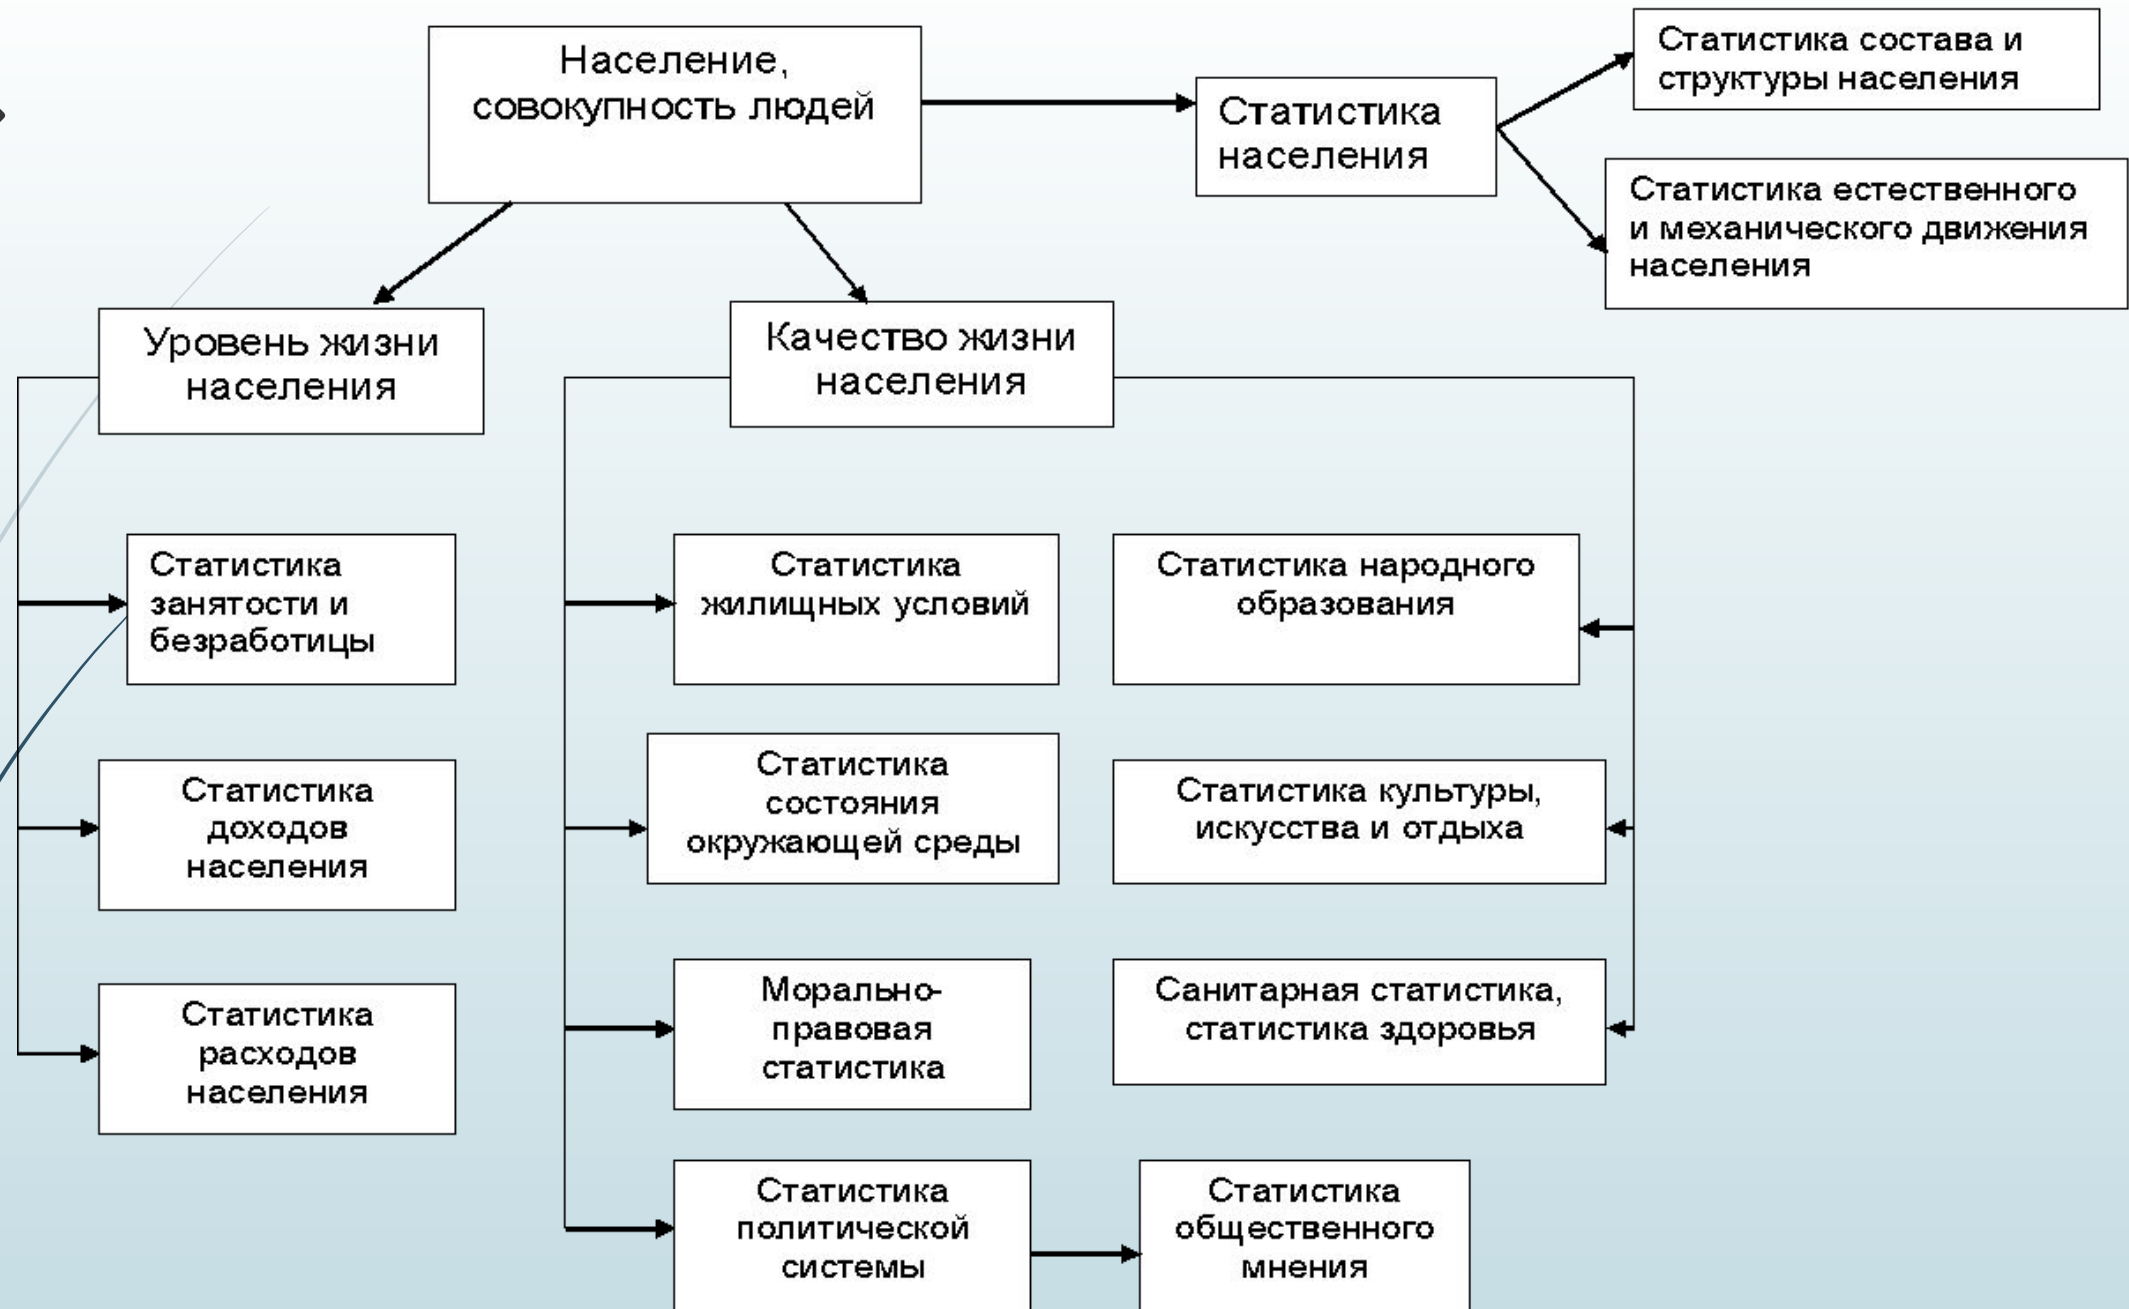 Население,
совокупность людей
Статистика
населения
Статистика состава и
структуры населения
Статистика естественного
и механического движения
населения
Уровень жизни
населения
Качество жизни
населения
Статистика
занятости и
безработицы
Статистика
доходов
населения
Статистика
расходов
населения
Статистика
жилищных условий
Статистика
состояния
окружающей среды
Морально-
правовая
статистика
Статистика
политической
системы
Статистика народного
образования
Статистика культуры,
искусства и отдыха
Санитарная статистика,
статистика здоровья
Статистика
общественного
мнения